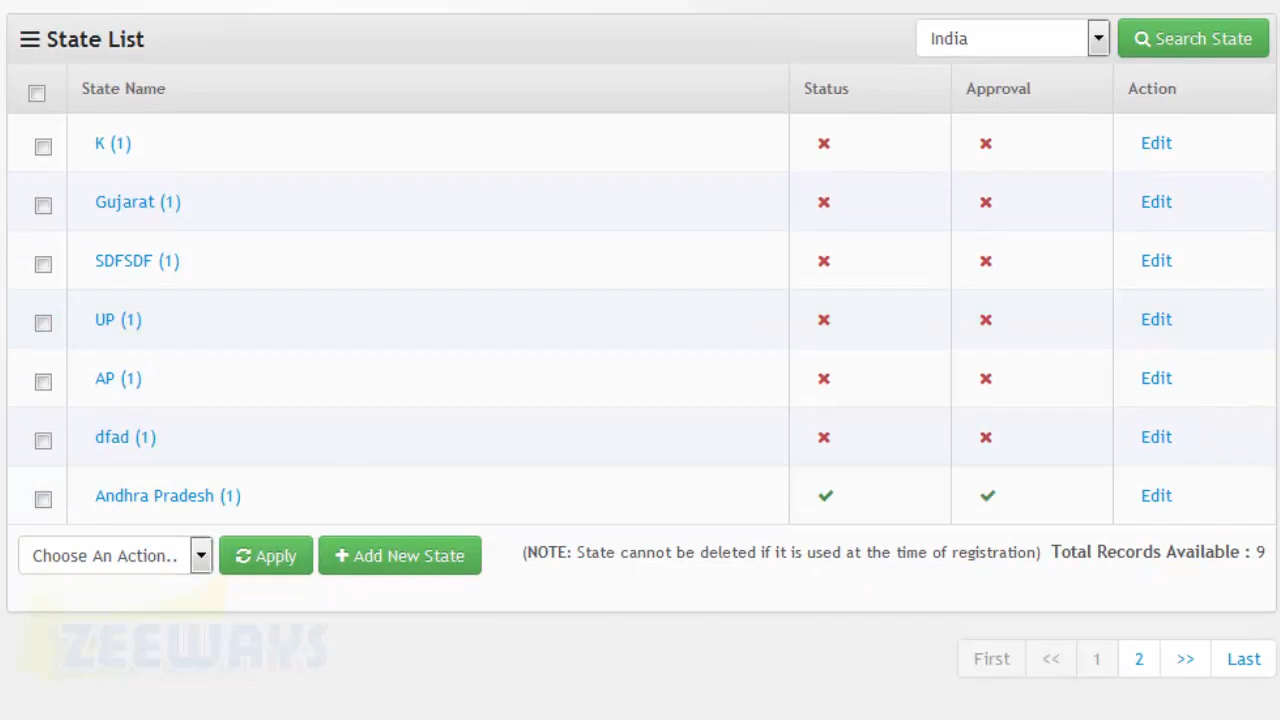 State List India Search State
State Name Status Approval Action
K (1) Edit
Gujarat (1) Edit
SDFSDF (1) Edit
UP (1) Edit
AP (1) Edit
dfad (1) Edit
Andhra Pradesh (1) Edit
Choose An Action.. Apply Add New State (NOTE: State cannot be deleted if it is used at the time of registration) Total Records Available : 9
ZEEWAYS
First << 1 2 >> Last